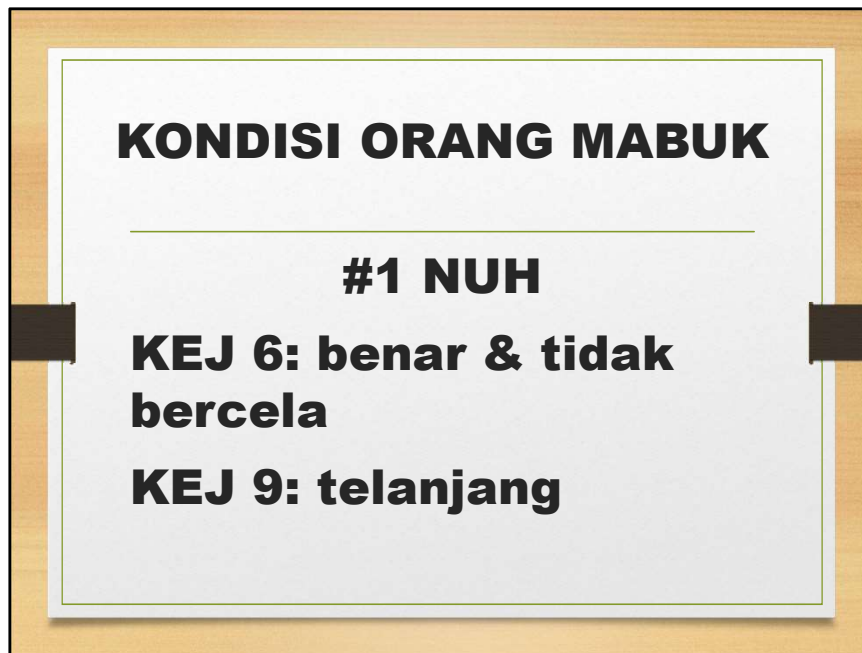 KONDISI ORANG MABUK
#1 NUH
KEJ 6: benar & tidak
bercela
KEJ 9: telanjang